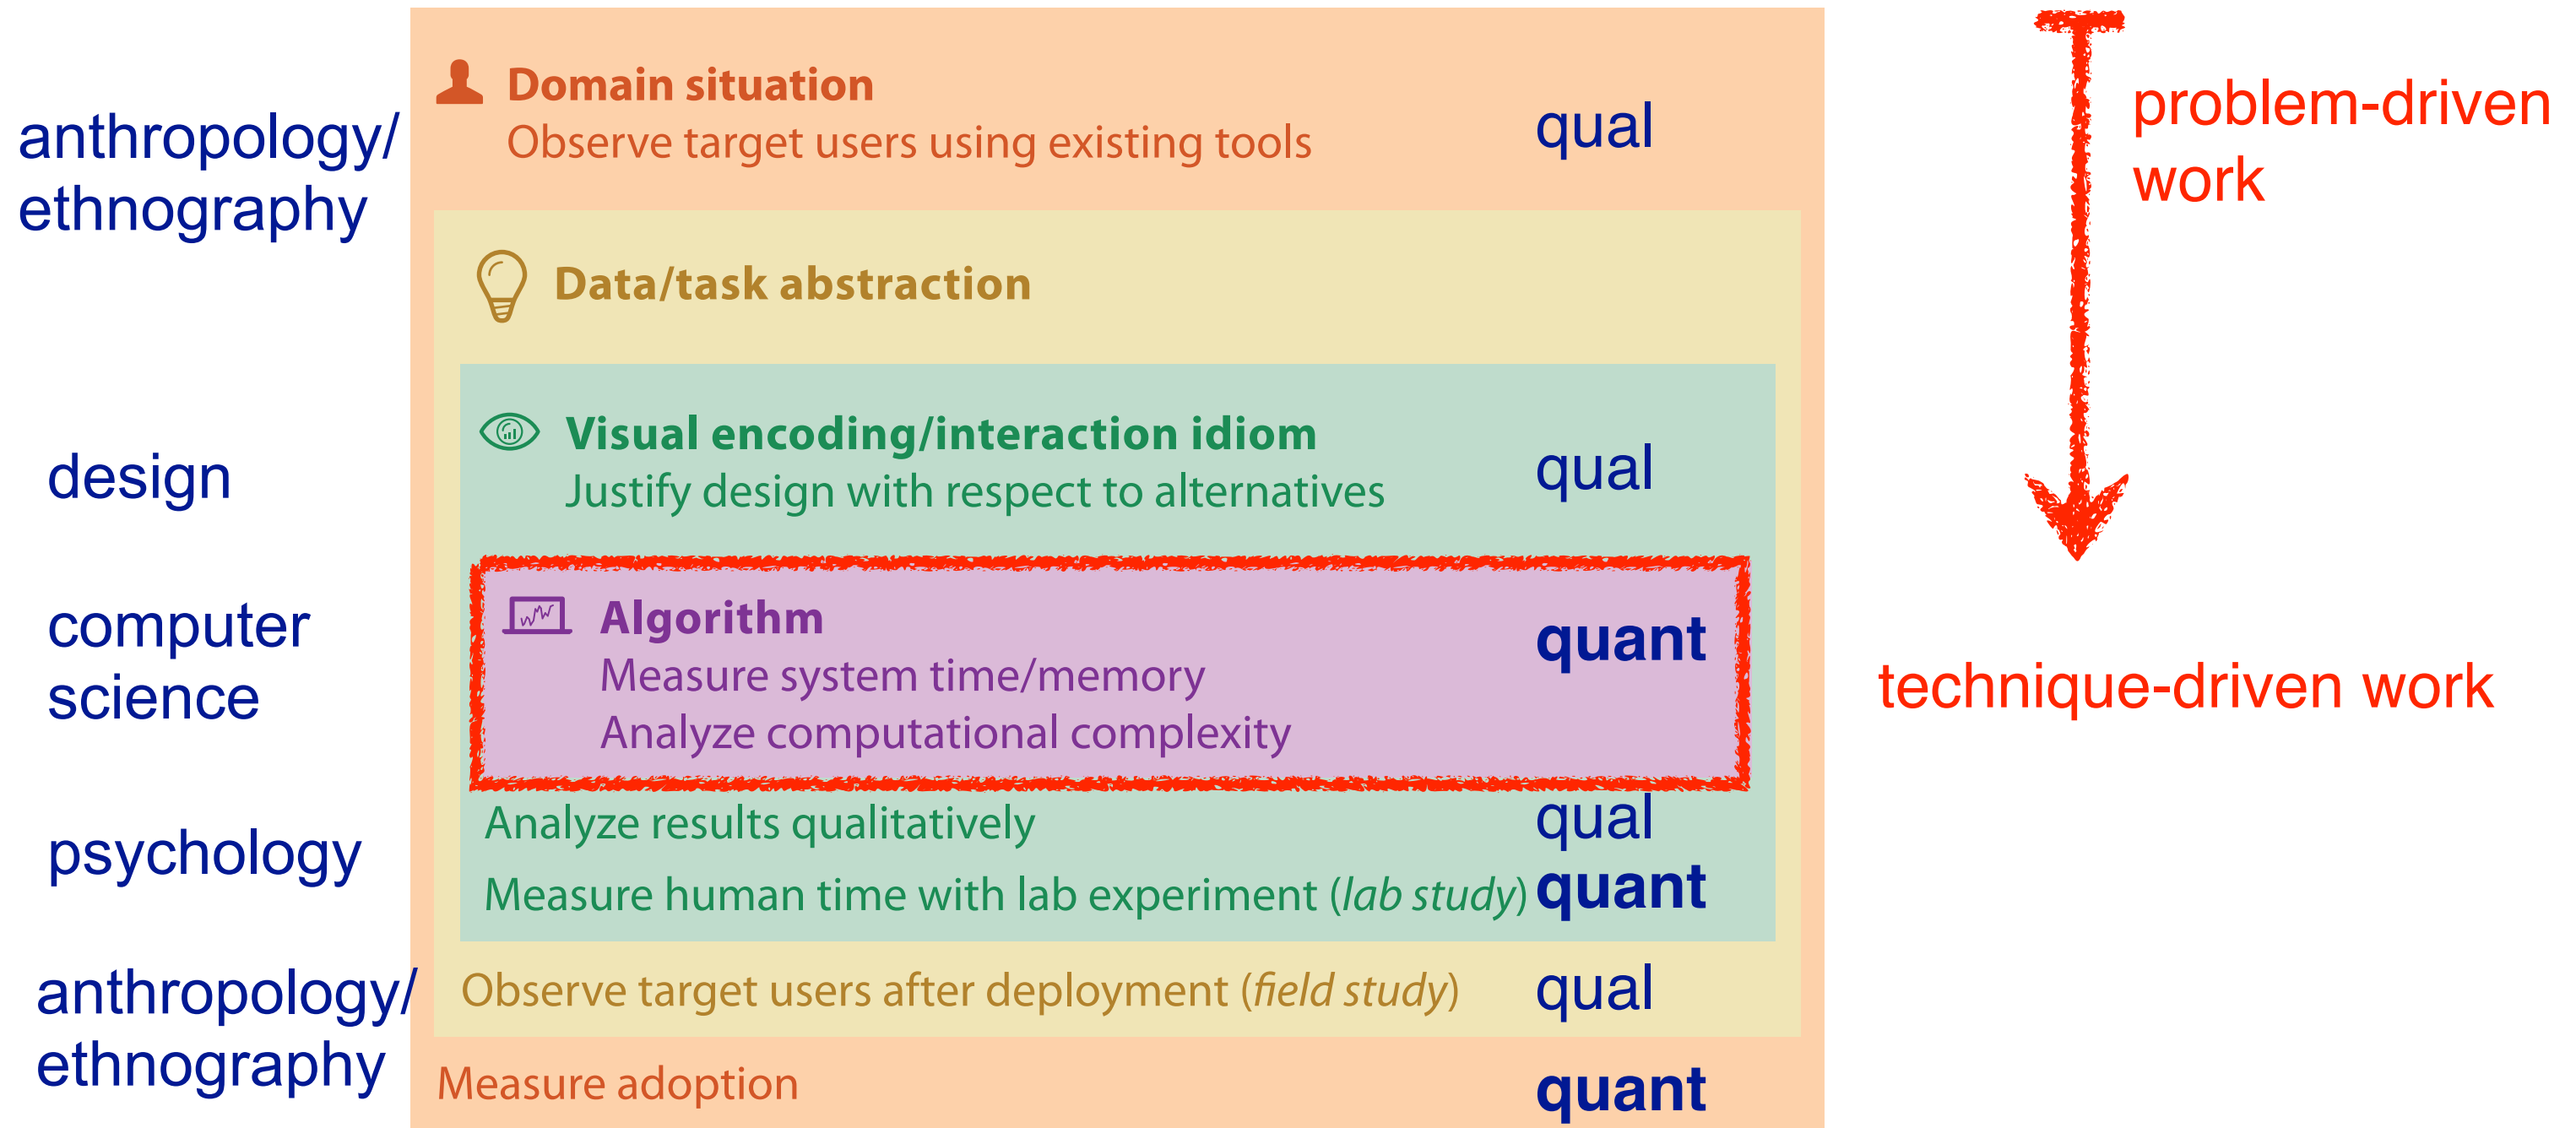 anthropology/
ethnography
Domain situation
Observe target users using existing tools
qual
problem-driven
work
Data/task abstraction
design
Visual encoding/interaction idiom
Justify design with respect to alternatives
qual
computer
science
Algorithm
Measure system time/memory
Analyze computational complexity
quant
technique-driven work
psychology
Analyze results qualitatively
qual
Measure human time with lab experiment (lab study)
quant
anthropology/
ethnography
Observe target users after deployment (field study)
qual
Measure adoption
quant